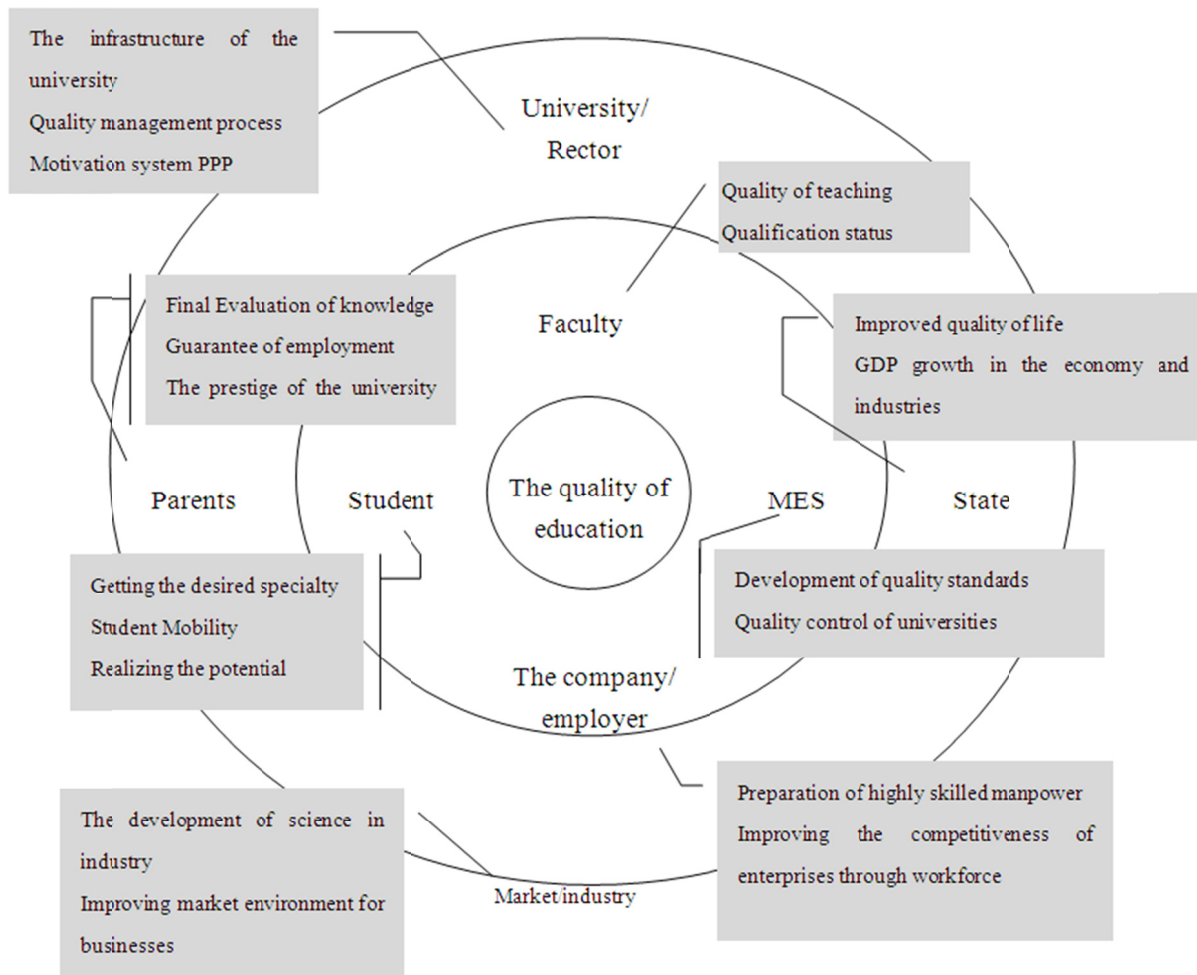 The infrastructure of the
university
Quality management process
Motivation system PPP
University/
Rector
Quality of teaching
Qualification status
Final Evaluation of knowledge
Guarantee of employment
The prestige of the university
Faculty
Improved quality of life
GDP growth in the economy and
industries
Parents
Student
The quality of
education
MES
State
Getting the desired specialty
Student Mobility
Realizing the potential
Development of quality standards
Quality control of universities
The company/
employer
The development of science in
industry
Improving market environment for
businesses
Market/industry
Preparation of highly skilled manpower
Improving the competitiveness of
enterprises through workforce